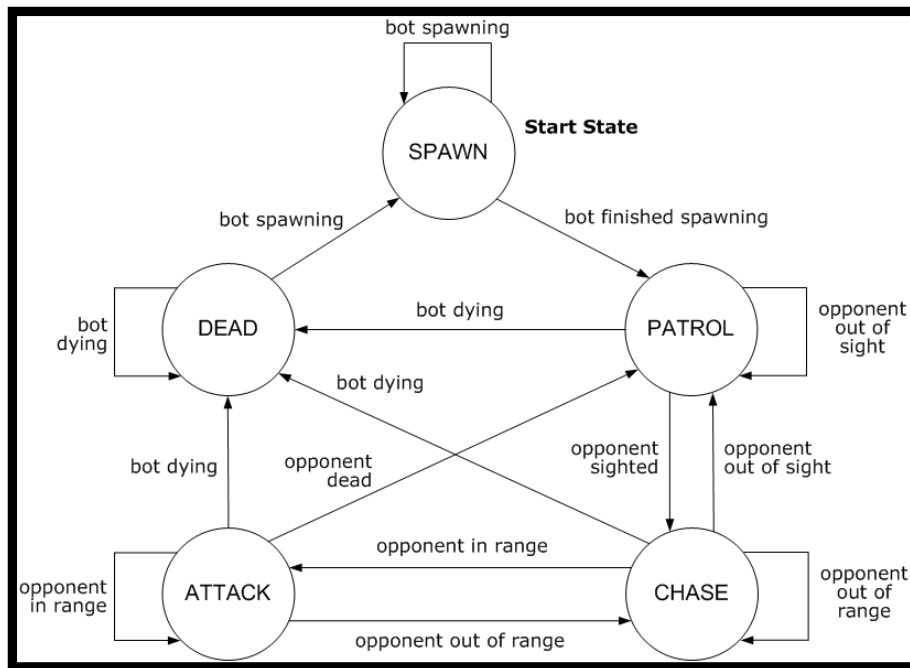 bot spawning
Start State
SPAWN
bot spawning
bot finished spawning
DEAD
bot
dying
bot dying
PATROL
opponent
out of
sight
bot dying
bot dying
opponent
dead
opponent
sighted
opponent
out of sight
opponent in range
opponent
in range
ATTACK
CHASE
opponent
out of
range
opponent out of range